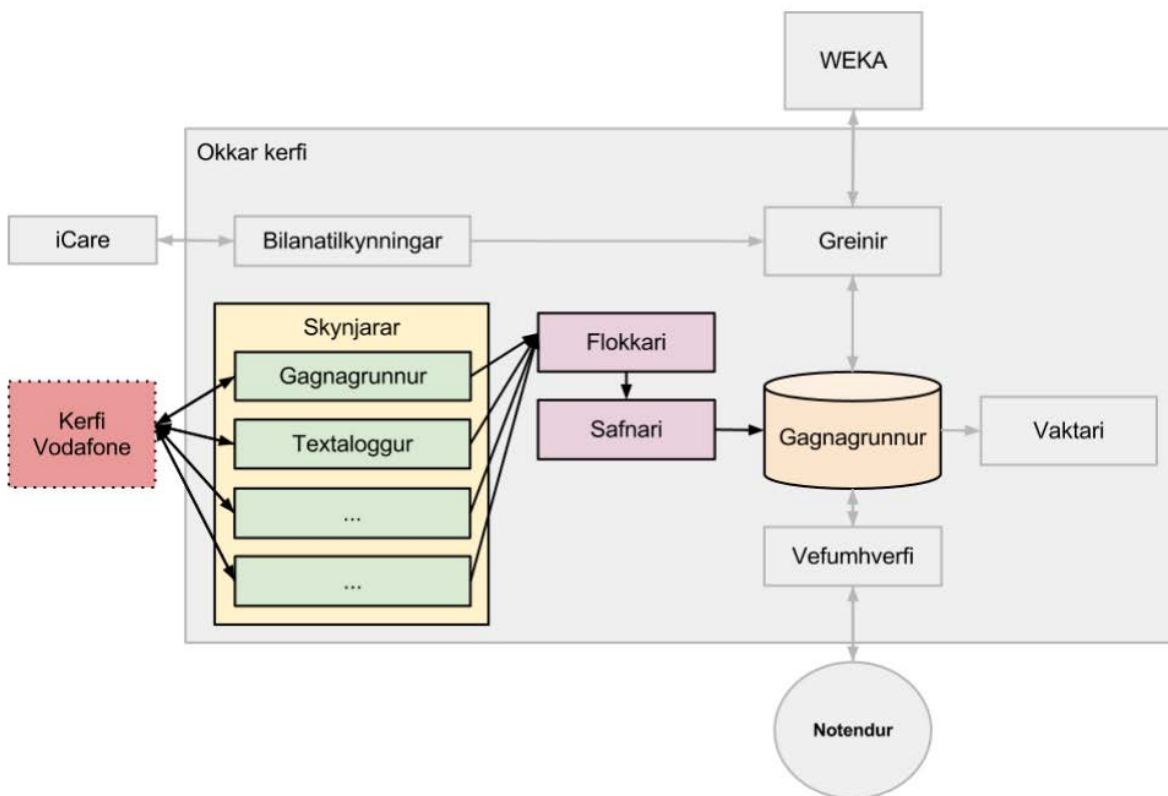 WEKA
Okkar kerfi
iCare
Bilanatilkynningar
Greinir
Skynjarar
Gagnagrunnur
Textaloggur
...
...
Flokkari
Safnari
Kerfi
Vodafone
Gagnagrunnur
Vaktari
Vefumhverfi
Notendur